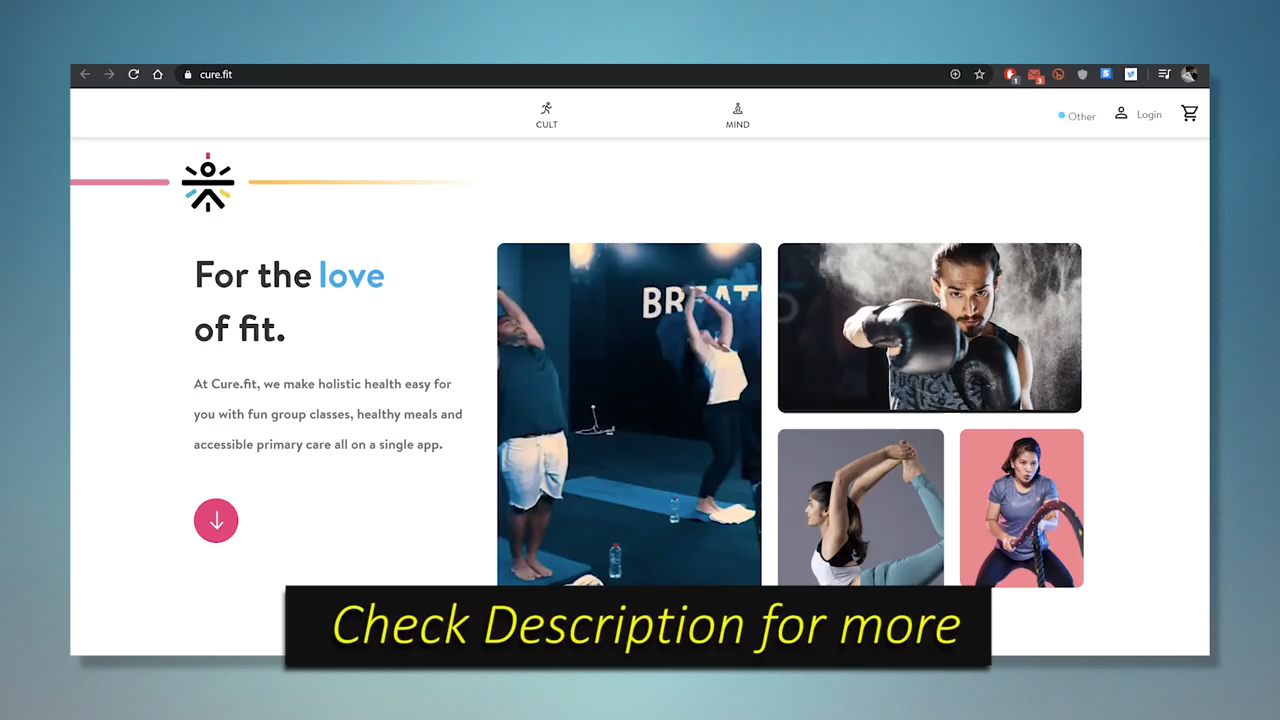 cure.fit
1
3
CULT
MIND
Other
Login
For the love
of fit.
At Cure.fit, we make holistic health easy for
you with fun group classes, healthy meals and
accessible primary care all on a single app.
Check Description for more